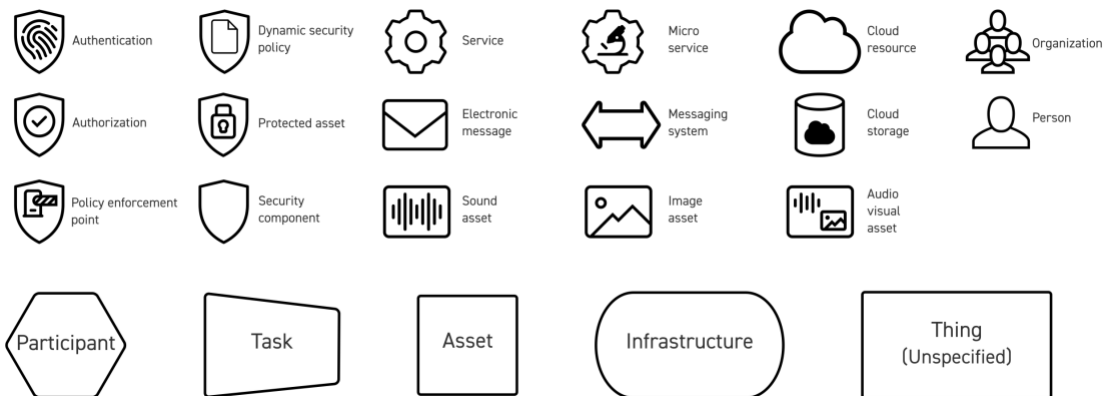 Authentication
Dynamic security
policy
Service
Micro
service
Cloud
resource
Organization
Authorization
Protected asset
Electronic
message
Messaging
system
Cloud
storage
Person
Policy enforcement
point
Security
component
Sound
asset
Image
asset
Audio
visual
asset
Participant
Task
Asset
Infrastructure
Thing
(Unspecified)